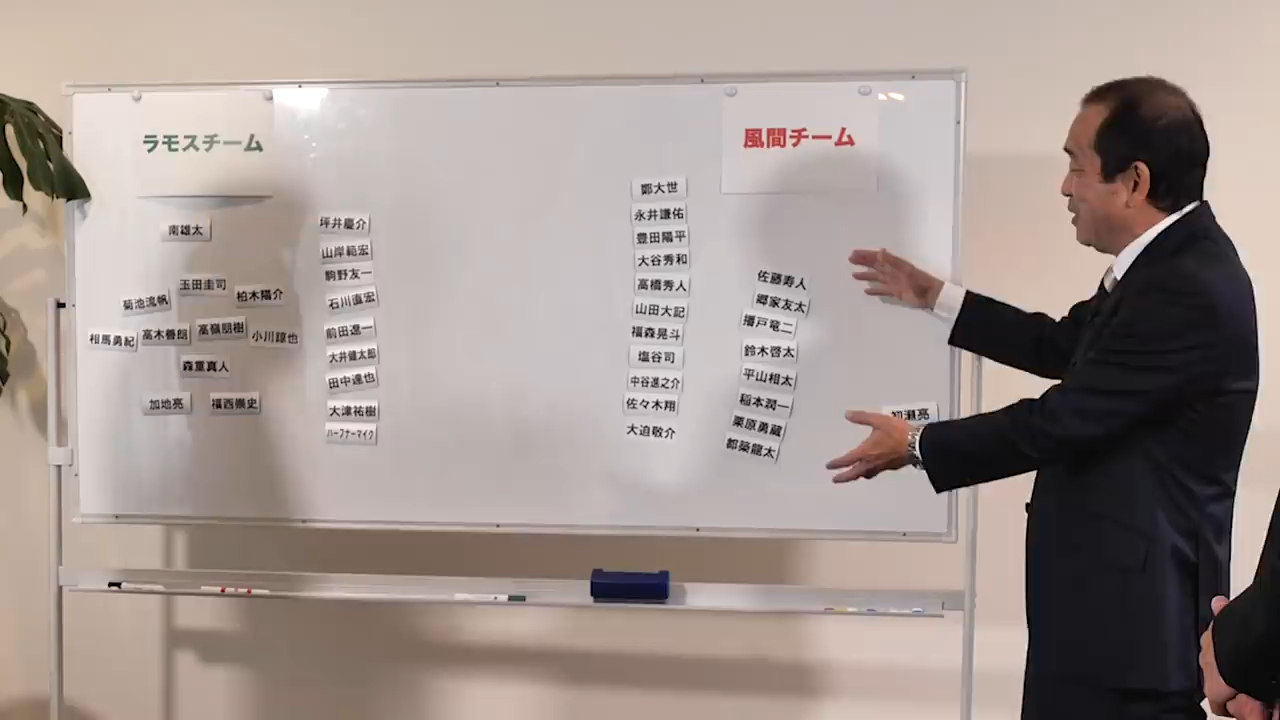 ラモスチーム
南雄太
玉田圭司
菊池流帆
柏木陽介
相馬勇紀
高木善朗
高嶺朋樹
小川諒也
森重真人
加地亮
福西崇史
坪井慶介
山岸範宏
駒野友一
石川直宏
前田遼一
大井健太郎
田中達也
大津祐樹
ハーフナーマイク
風間チーム
鄭大世
永井謙佑
豊田陽平
大谷秀和
高橋秀人
山田大記
福森晃斗
塩谷司
中谷進之介
佐々木翔
大迫敬介
佐藤寿人
郷家友太
播戸竜二
鈴木啓太
平山相太
稲本潤一
栗原勇蔵
都築龍太
初瀬亮